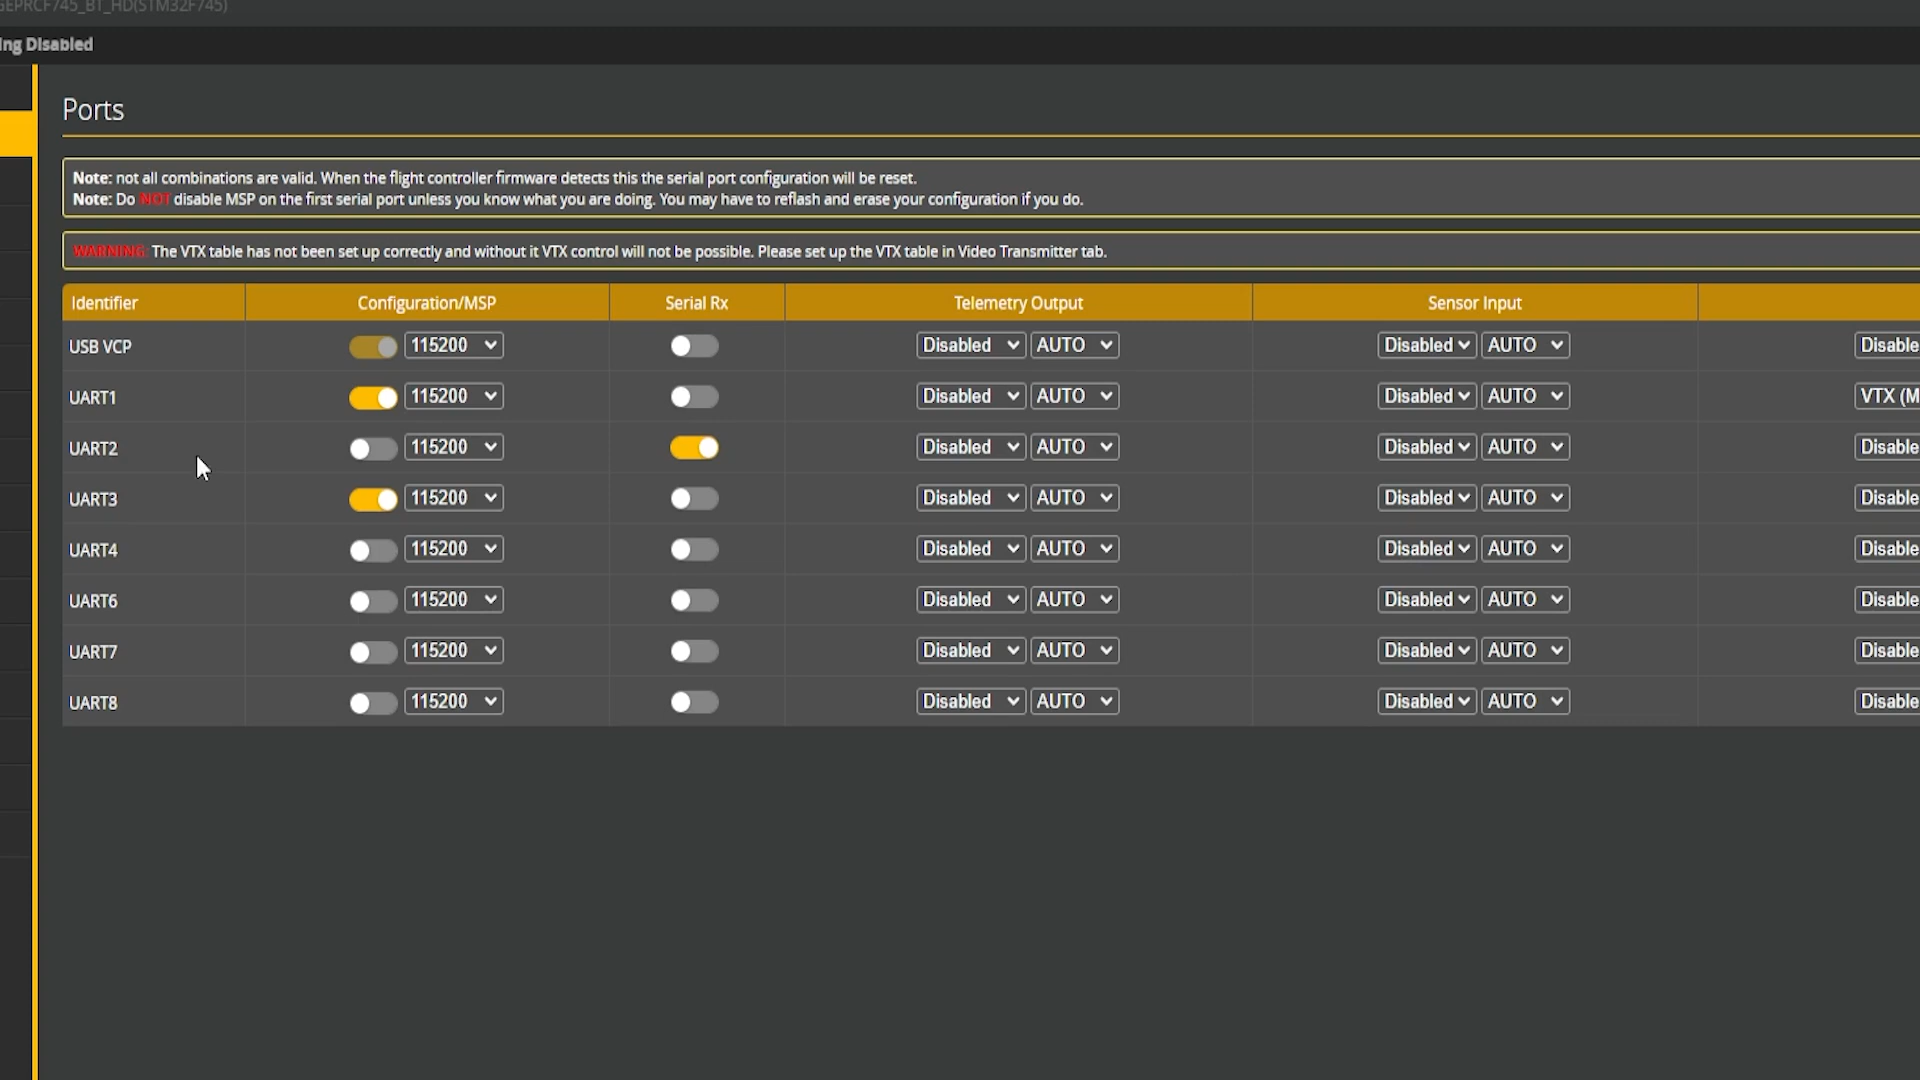 GEPRCF745_BT_HD(STM32F745)
ing Disabled
Ports
Note: not all combinations are valid. When the flight controller firmware detects this the serial port configuration will be reset.
Note: Do NOT disable MSP on the first serial port unless you know what you are doing. You may have to reflash and erase your configuration if you do.
WARNING: The VTX table has not been set up correctly and without it VTX control will not be possible. Please set up the VTX table in Video Transmitter tab.
Identifier Configuration/MSP Serial Rx Telemetry Output Sensor Input
USB VCP 115200 Disabled AUTO Disabled AUTO Disable
UART1 115200 Disabled AUTO Disabled AUTO VTX (M
UART2 115200 Disabled AUTO Disabled AUTO Disable
UART3 115200 Disabled AUTO Disabled AUTO Disable
UART4 115200 Disabled AUTO Disabled AUTO Disable
UART6 115200 Disabled AUTO Disabled AUTO Disable
UART7 115200 Disabled AUTO Disabled AUTO Disable
UART8 115200 Disabled AUTO Disabled AUTO Disable